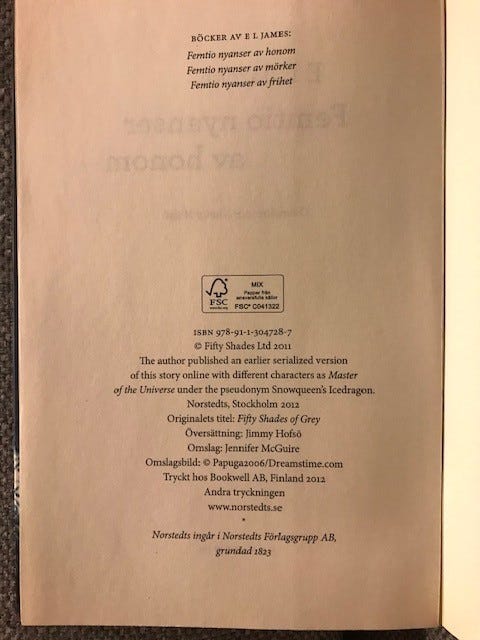 BÖCKER AV E L JAMES:
Femtio nyanser av honom
Femtio nyanser av mörker
Femtio nyanser av frihet
Femtio nyanser
av honom
FSC
MIX
Papper från
ansvarsfulla källor
FSC® C041322
ISBN 978-91-1-304728-7
© Fifty Shades Ltd 2011
The author published an earlier serialized version
of this story online with different characters as Master
of the Universe under the pseudonym Snowqueen's Icedragon.
Norstedts, Stockholm 2012
Originalets titel: Fifty Shades of Grey
Översättning: Jimmy Hofsö
Omslag: Jennifer McGuire
Omslagsbild: © Papuga2006/Dreamstime.com
Tryckt hos Bookwell AB, Finland 2012
Andra tryckningen
www.norstedts.se
*
Norstedts ingår i Norstedts Förlagsgrupp AB,
grundad 1823